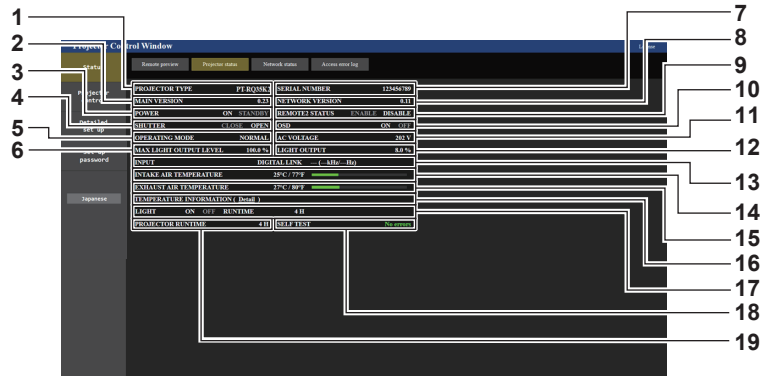 1
2
3
4
5
6
7
8
9
10
11
12
13
14
15
16
17
18
19
Projector Control Window
Status
Remote preview Projector status Network status Access error log
PROJECTOR TYPE PT-RQ35K2 SERIAL NUMBER 123456789
MAIN VERSION 0.23 NETWORK VERSION 0.11
POWER ON STANDBY REMOTE2 STATUS ENABLE DISABLE
SHUTTER CLOSE OPEN OSD ON OFF
OPERATING MODE NORMAL AC VOLTAGE 202 V
MAX LIGHT OUTPUT LEVEL 100.0 % LIGHT OUTPUT 8.0 %
INPUT DIGITAL LINK ---(---kHz/---Hz)
INTAKE AIR TEMPERATURE 25°C / 77°F
EXHAUST AIR TEMPERATURE 27°C / 80°F
TEMPERATURE INFORMATION ( Detail )
LIGHT ON OFF RUNTIME 4 H
PROJECTOR RUNTIME 4 H SELF TEST No errors
Projector
control
Detailed
set up
Set up
password
Japanese